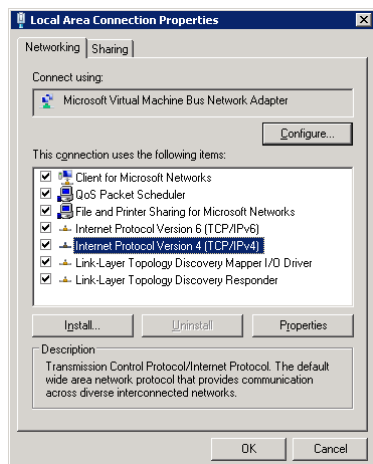 Local Area Connection Properties
Networking
Sharing
Connect using:
Microsoft Virtual Machine Bus Network Adapter
Configure...
This connection uses the following items:
Client for Microsoft Networks
QoS Packet Scheduler
File and Printer Sharing for Microsoft Networks
Internet Protocol Version 6 (TCP/IPv6)
Internet Protocol Version 4 (TCP/IPv4)
Link-Layer Topology Discovery Mapper I/O Driver
Link-Layer Topology Discovery Responder
Install...
Uninstall
Properties
Description
Transmission Control Protocol/Internet Protocol. The default
wide area network protocol that provides communication
across diverse interconnected networks.
OK
Cancel